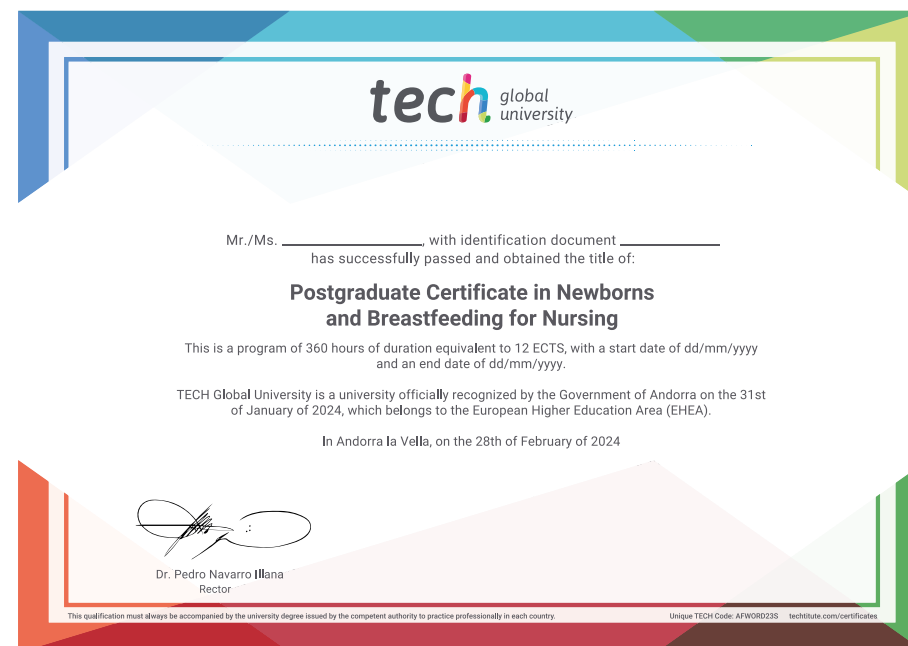 tech global
university
Mr./Ms. ____________________, with identification document ______________
has successfully passed and obtained the title of:
Postgraduate Certificate in Newborns
and Breastfeeding for Nursing
This is a program of 360 hours of duration equivalent to 12 ECTS, with a start date of dd/mm/yyyy
and an end date of dd/mm/yyyy.
TECH Global University is a university officially recognized by the Government of Andorra on the 31st
of January of 2024, which belongs to the European Higher Education Area (EHEA).
In Andorra la Vella, on the 28th of February of 2024
Dr. Pedro Navarro Illana
Rector
This qualification must always be accompanied by the university degree issued by the competent authority to practice professionally in each country.
Unique TECH Code: AFWORD23S techtitute.com/certificates